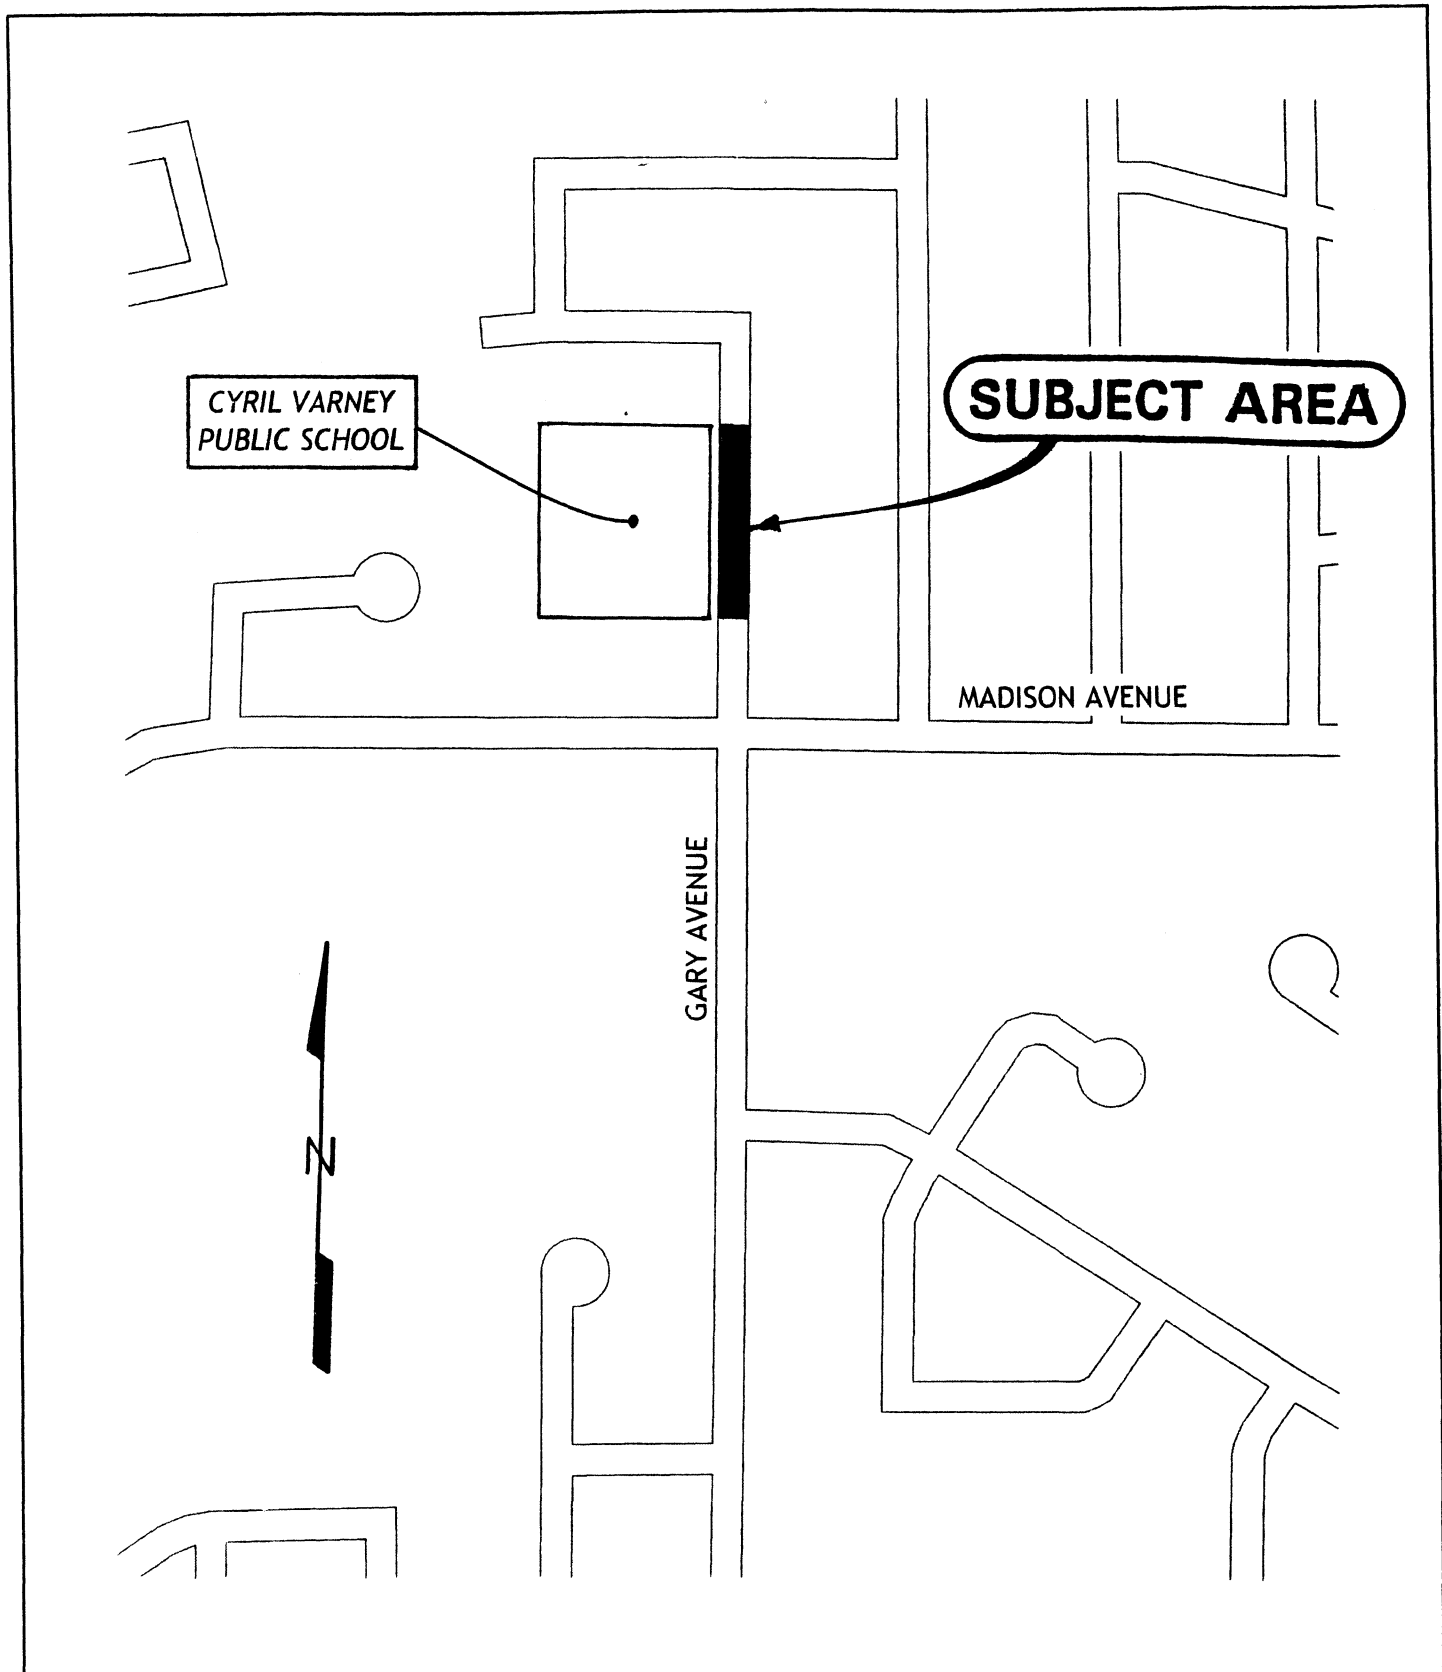 CYRIL VARNEY
PUBLIC SCHOOL
SUBJECT AREA
MADISON AVENUE
GARY AVENUE
N